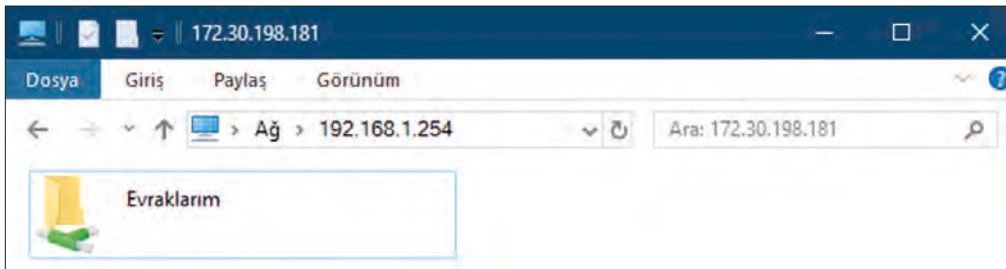 172.30.198.181
Dosya Giriş Paylaş Görünüm
Ağ 192.168.1.254 Ara: 172.30.198.181
Evraklarım